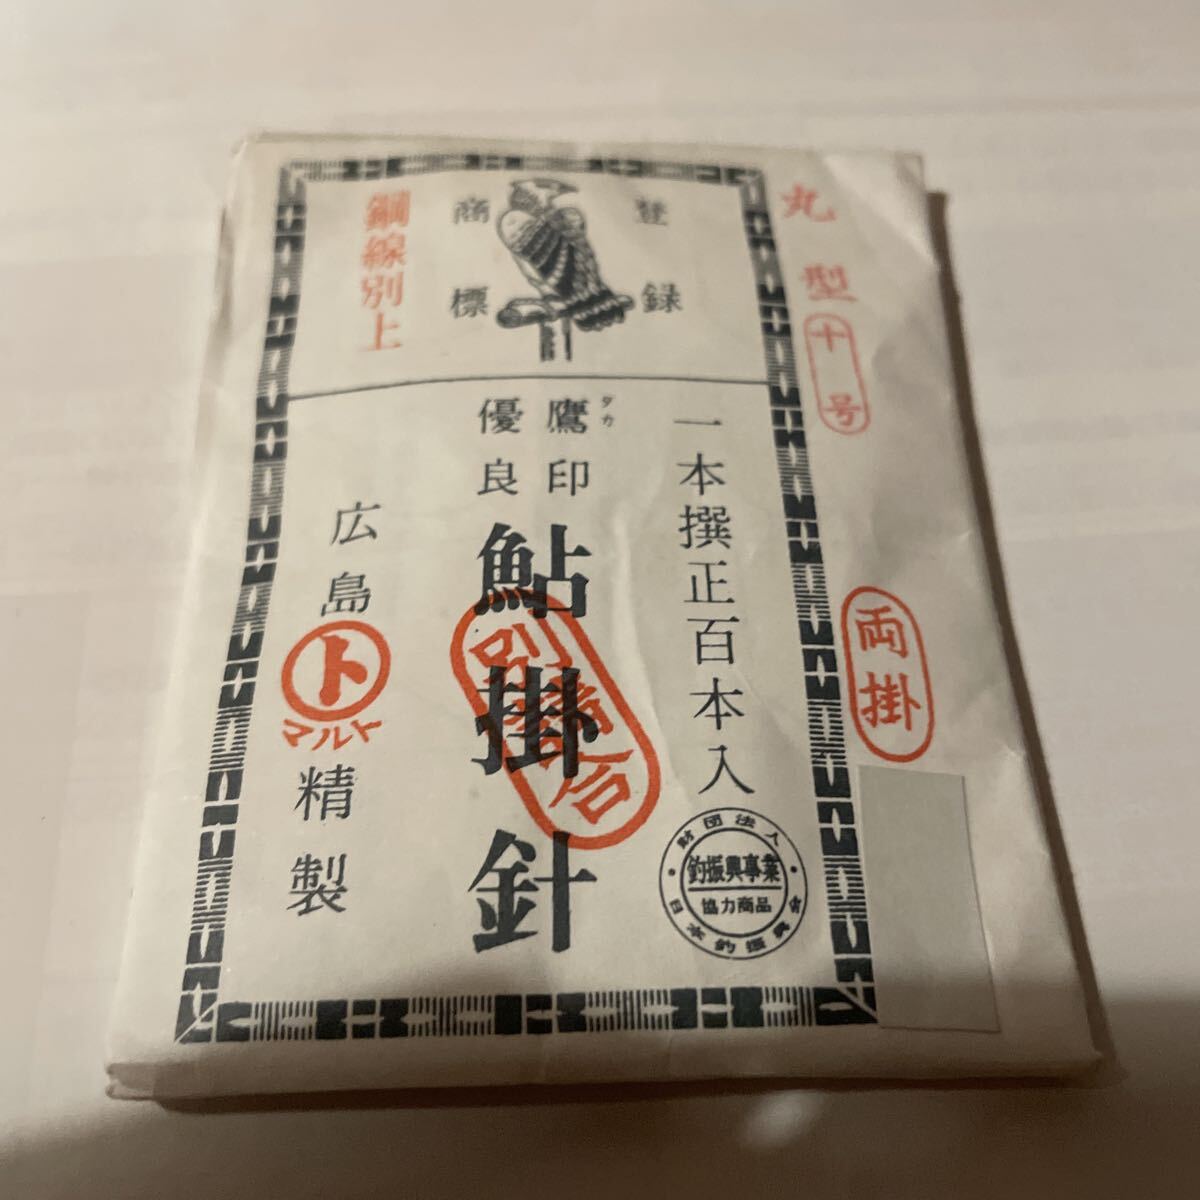 丸型
十号
両掛
登録
商標
鋼線別上
一本撰正百本入
タカ
鷹印
優良
鮎掛針
広島
ト
マルト
精製
財団法人
釣振興事業
協力商品
日本釣振興会